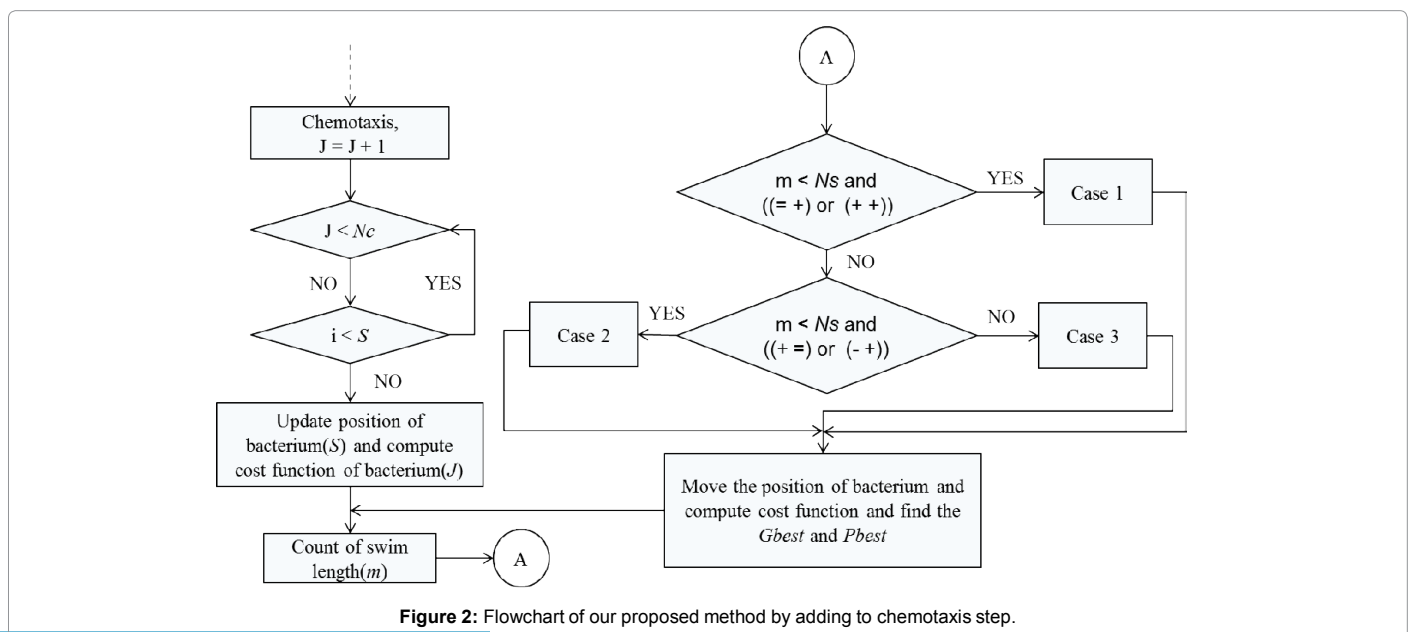 Chemotaxis,
J = J + 1
J < Nc
NO
YES
i < S
NO
Update position of
bacterium(S) and compute
cost function of bacterium(J)
Count of swim
length(m)
A
A
m < Ns and
((= +) or (+ +))
YES
Case 1
NO
m < Ns and
((+ =) or (- +))
YES
Case 2
NO
Case 3
Move the position of bacterium and
compute cost function and find the
Gbest and Pbest
Figure 2: Flowchart of our proposed method by adding to chemotaxis step.